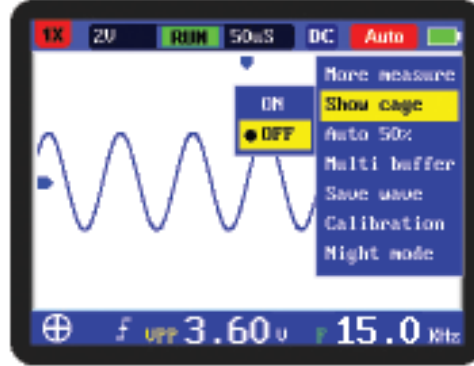 1X 2V RUN 50uS DC Auto
More measure
ON Show cage
OFF Auto 50%
Multi buffer
Save wave
Calibration
Night mode
VPP 3.60 V F 15.0 KHz